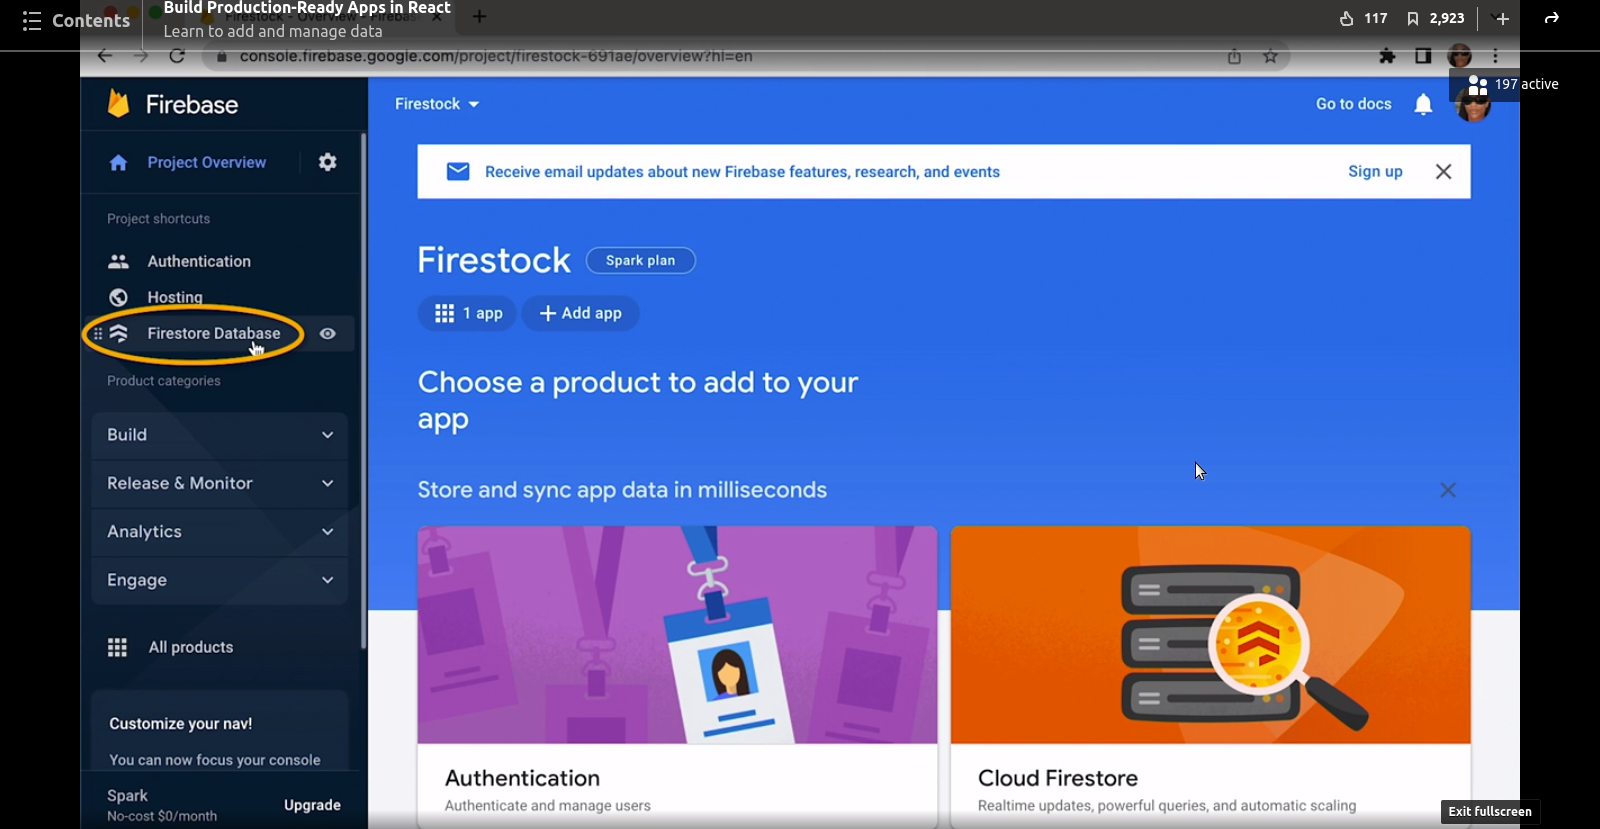 Contents
Build Production-Ready Apps in React
Learn to add and manage data
117
2,923
Firestock - Overview - Firebase
console.firebase.google.com/project/firestock-691ae/overview?hl=en
197 active
Firebase
Firestock
Go to docs
Project Overview
Receive email updates about new Firebase features, research, and events
Sign up
Project shortcuts
Authentication
Hosting
Firestore Database
Product categories
Build
Release & Monitor
Analytics
Engage
All products
Customize your nav!
You can now focus your console
Spark
No-cost $0/month
Upgrade
Firestock
Spark plan
1 app
Add app
Choose a product to add to your
app
Store and sync app data in milliseconds
Authentication
Authenticate and manage users
Cloud Firestore
Realtime updates, powerful queries, and automatic scaling
Exit fullscreen